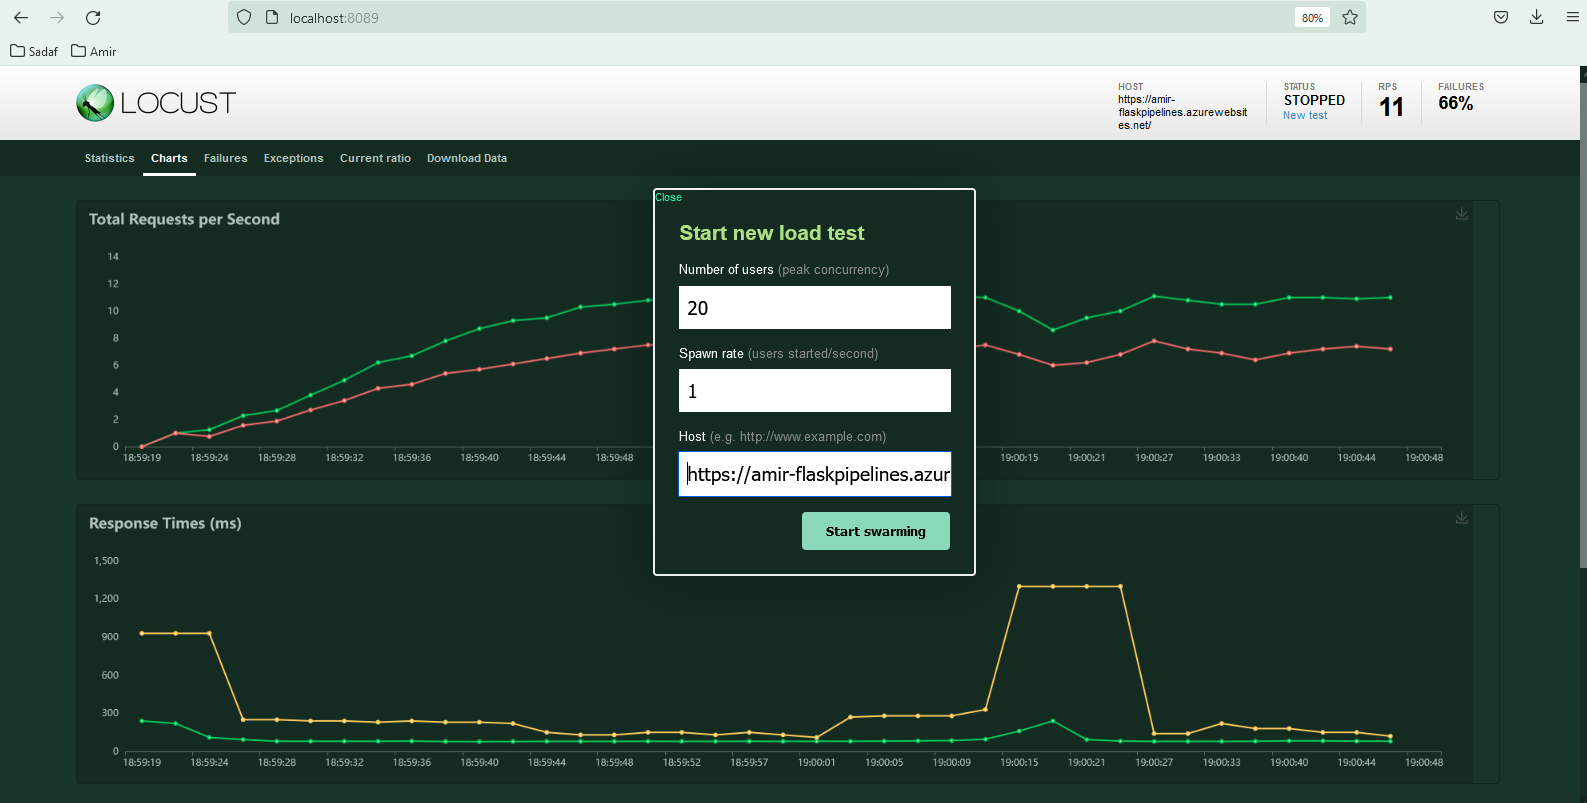 localhost:8089
80%
Sadaf
Amir
LOCUST
HOST
https://amir-
flaskpipelines.azurewebsit
es.net/
STATUS
STOPPED
New test
RPS
11
FAILURES
66%
Statistics
Charts
Failures
Exceptions
Current ratio
Download Data
Total Requests per Second
14
12
10
8
6
4
2
0
18:59:19
18:59:24
18:59:28
18:59:32
18:59:36
18:59:40
18:59:44
18:59:48
19:00:15
19:00:21
19:00:27
19:00:33
19:00:40
19:00:44
19:00:48
Close
Start new load test
Number of users (peak concurrency)
20
Spawn rate (users started/second)
1
Host (e.g. http://www.example.com)
https://amir-flaskpipelines.azur
Start swarming
Response Times (ms)
1,500
1,200
900
600
300
0
18:59:19
18:59:24
18:59:28
18:59:32
18:59:36
18:59:40
18:59:44
18:59:48
18:59:52
18:59:57
19:00:01
19:00:05
19:00:09
19:00:15
19:00:21
19:00:27
19:00:33
19:00:40
19:00:44
19:00:48